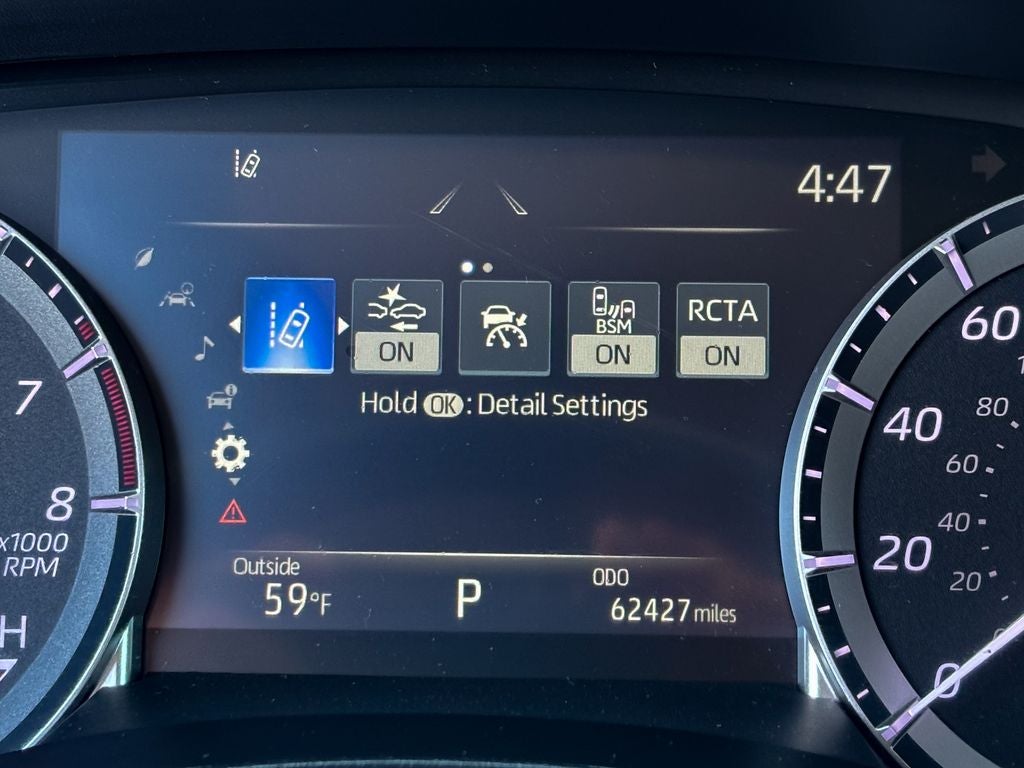 4:47
ON
BSM
ON
RCTA
ON
Hold OK : Detail Settings
Outside
59°F
P
ODO
62427 miles
7
8
x1000
RPM
H
60
40
20
0
80
60
40
20